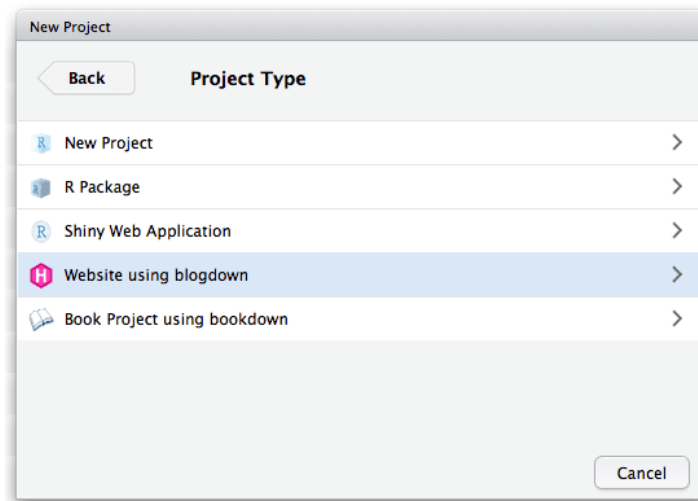 New Project
Back
Project Type
R New Project
R Package
R Shiny Web Application
H Website using blogdown
Book Project using bookdown
Cancel